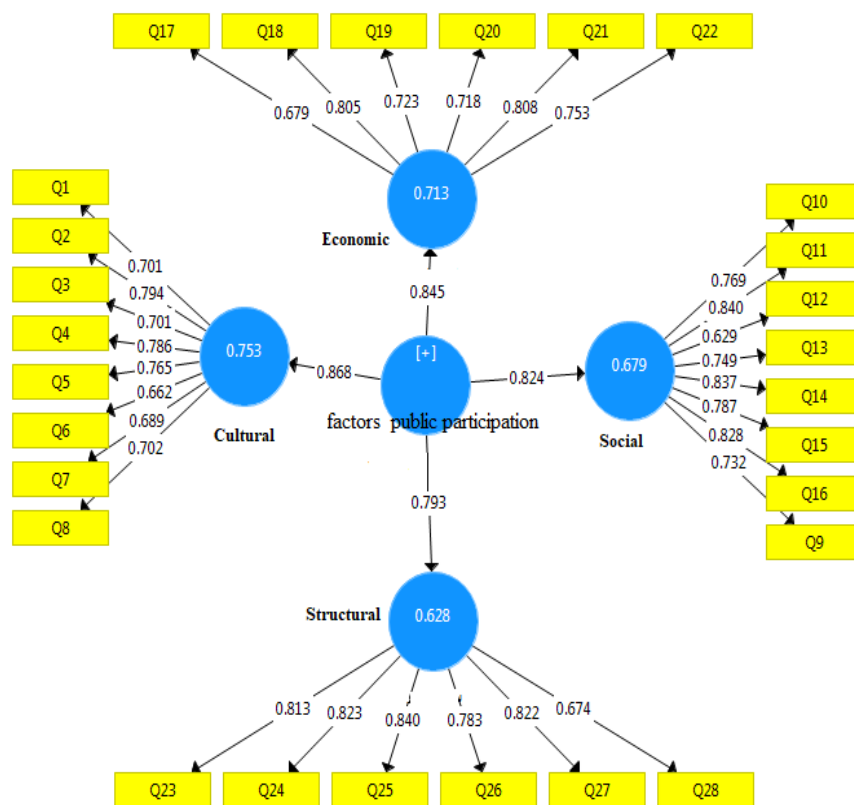 Q17
Q18
Q19
Q20
Q21
Q22
0.679
0.805
0.723
0.718
0.808
0.753
0.713
Economic
0.845
Q1
Q2
Q3
Q4
Q5
Q6
Q7
Q8
0.701
0.794
0.701
0.786
0.765
0.662
0.689
0.702
0.753
Cultural
0.868
[+]
factors public participation
0.824
0.679
Social
0.769
0.840
0.629
0.749
0.837
0.787
0.828
0.732
Q10
Q11
Q12
Q13
Q14
Q15
Q16
Q9
0.793
Structural
0.628
0.813
0.823
0.840
0.783
0.822
0.674
Q23
Q24
Q25
Q26
Q27
Q28